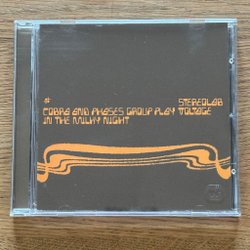 # STEREOLAB
COBRA AND PHASES GROUP PLAY VOLTAGE
IN THE MILKY NIGHT